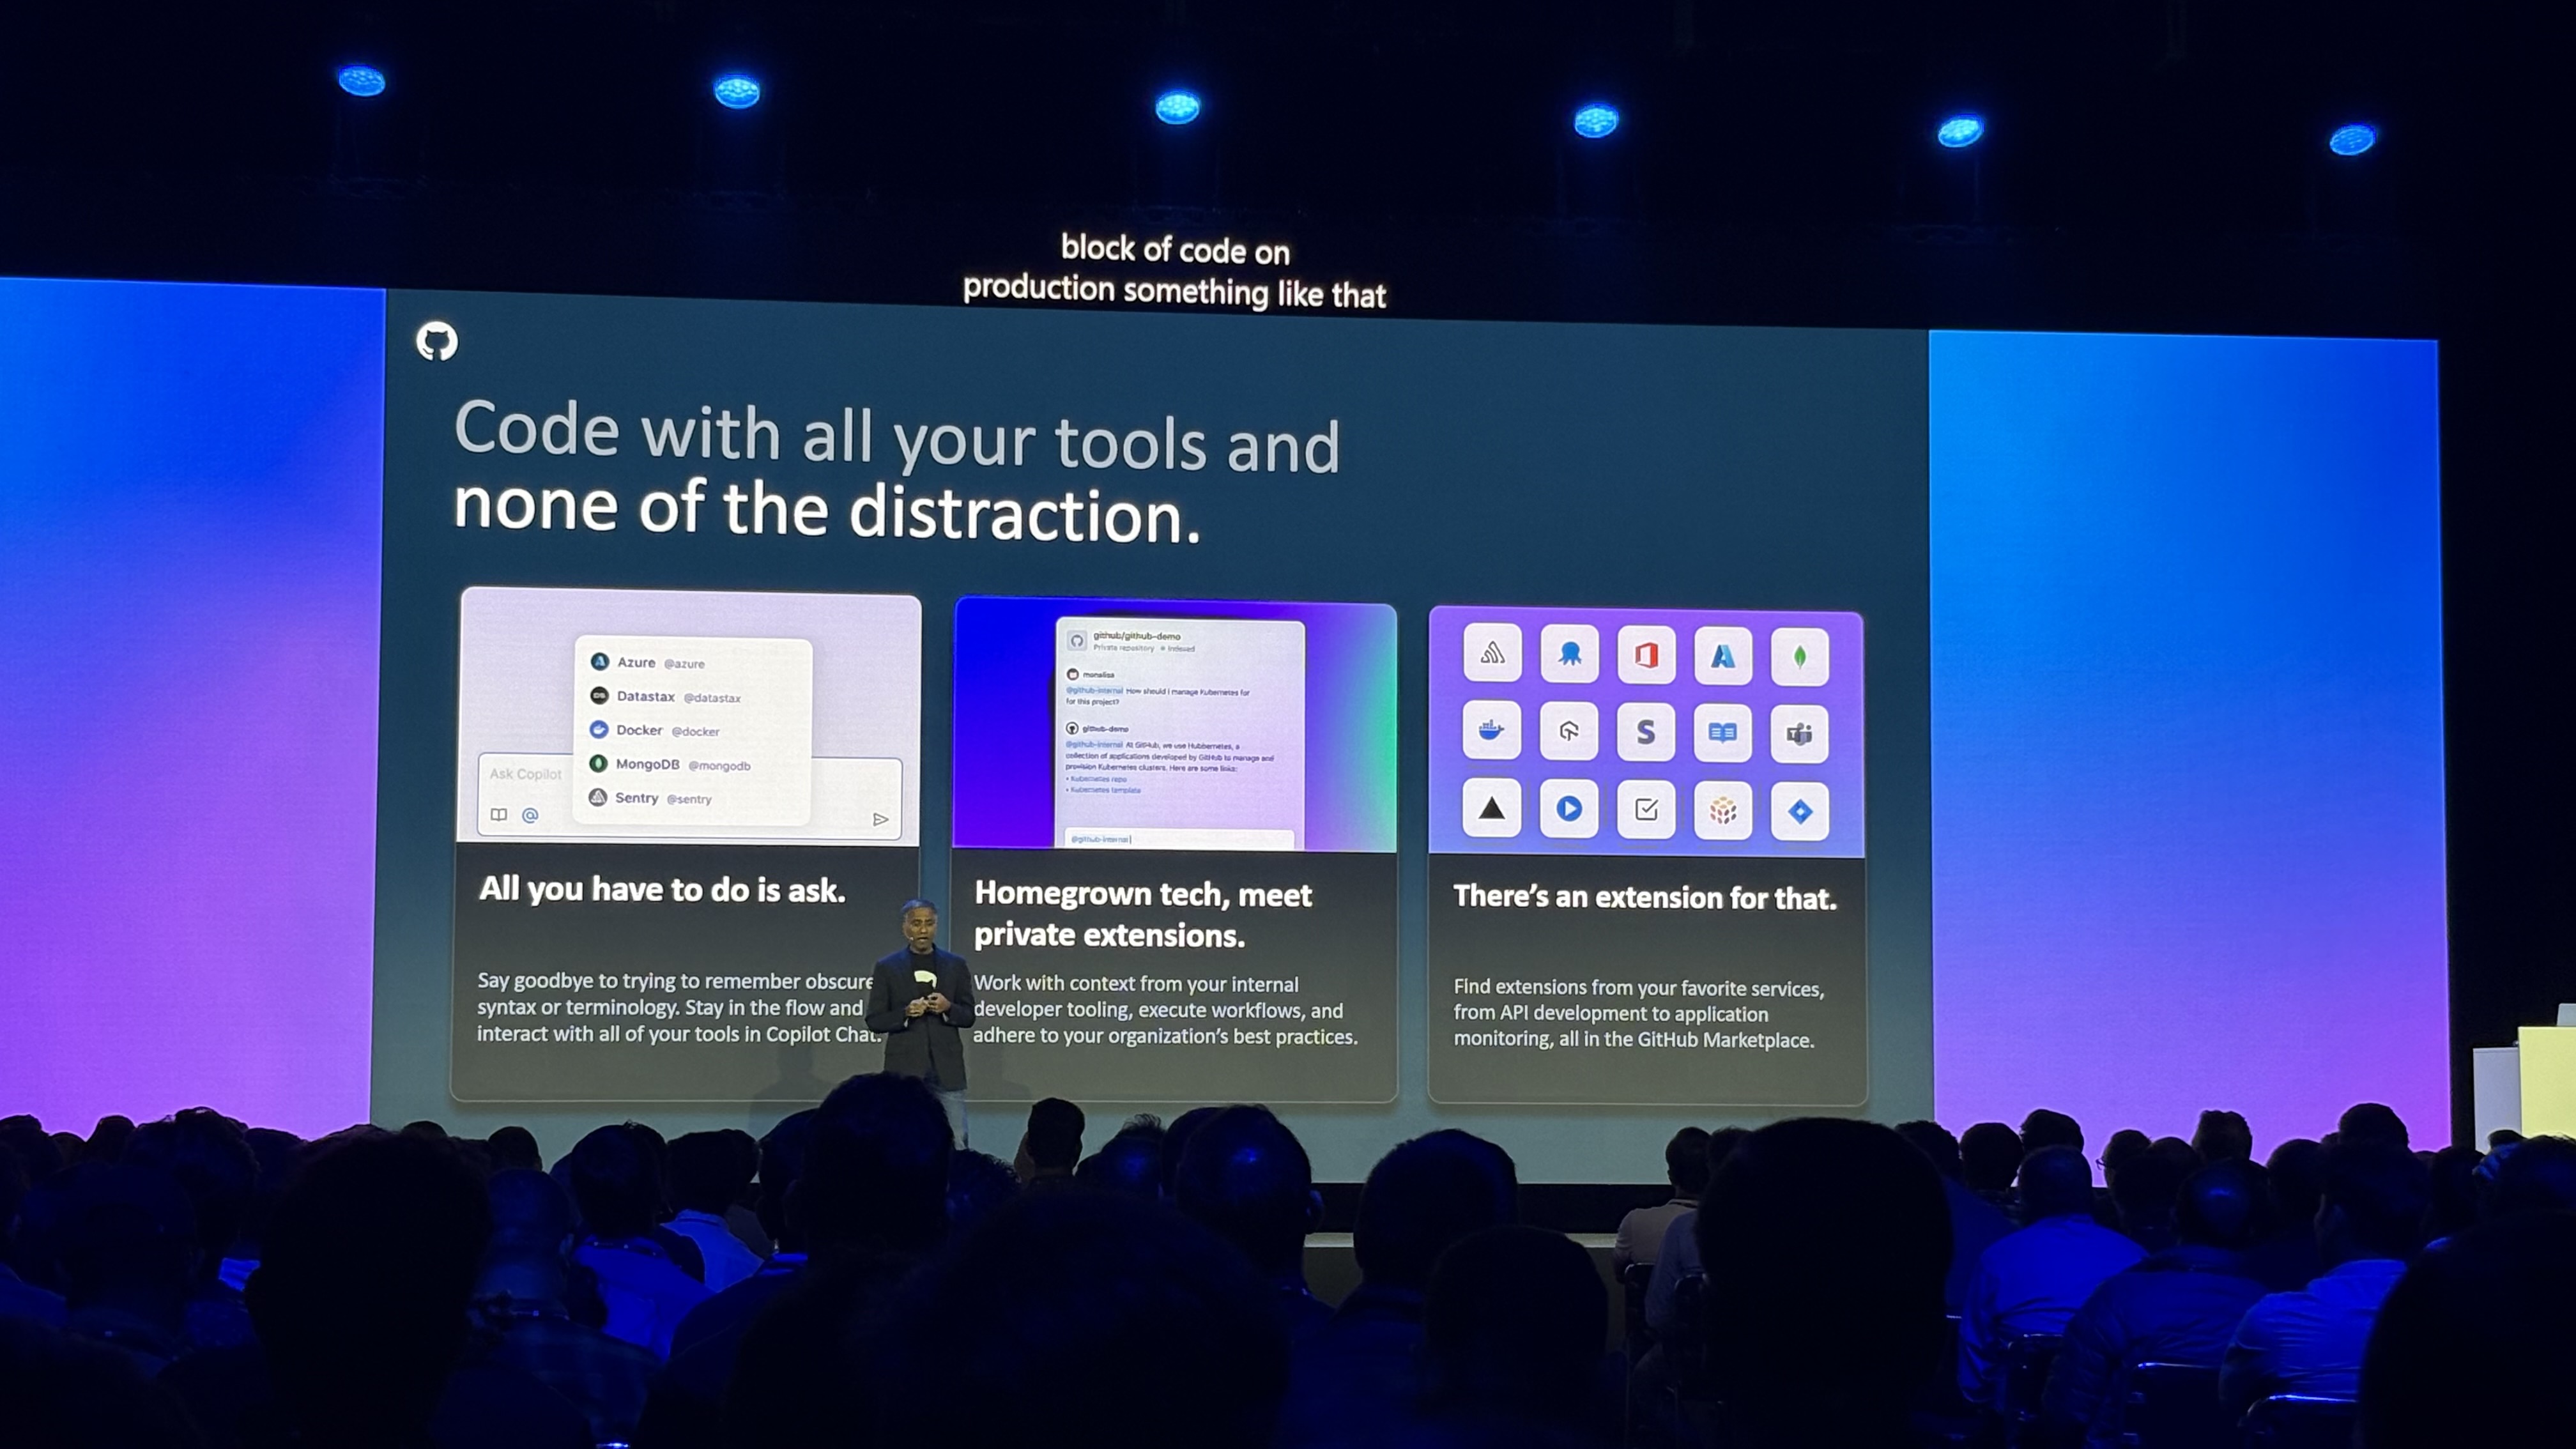 block of code on
production something like that
Code with all your tools and
none of the distraction.
Azure @azure
Datastax @datastax
Docker @docker
MongoDB @mongodb
Sentry @sentry
Ask Copilot
@
All you have to do is ask.
Say goodbye to trying to remember obscure
syntax or terminology. Stay in the flow and
interact with all of your tools in Copilot Chat.
github/github-demo
Private repository • Indexed
monalisa
@github-internal How should I manage Kubernetes for
for this project?
github-demo
@github-internal At GitHub, we use Hubbernetes, a
collection of applications developed by GitHub to manage and
provision Kubernetes clusters. Here are some links:
• Kubernetes repo
• Kubernetes template
@github-internal
Homegrown tech, meet
private extensions.
Work with context from your internal
developer tooling, execute workflows, and
adhere to your organization's best practices.
S
There's an extension for that.
Find extensions from your favorite services,
from API development to application
monitoring, all in the GitHub Marketplace.